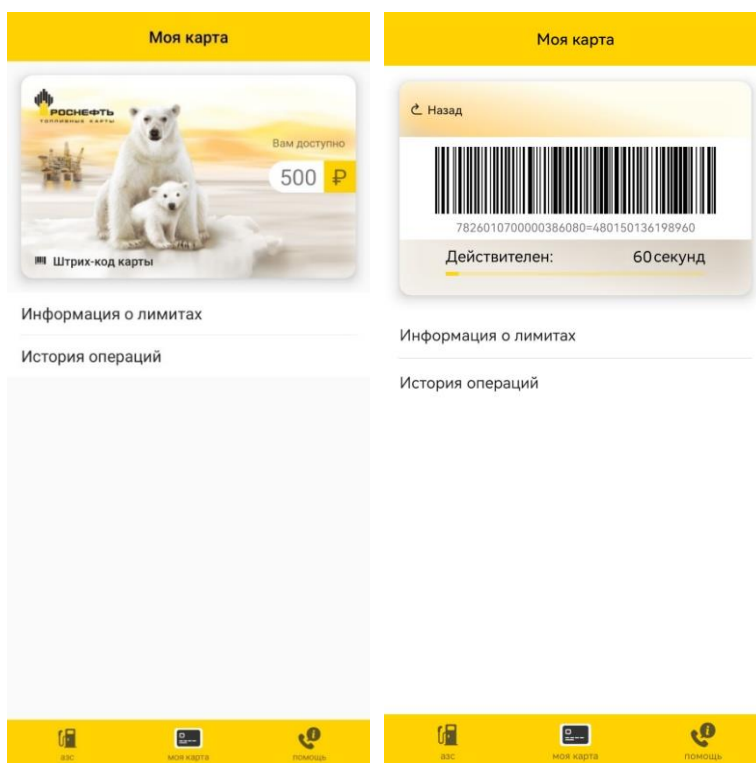 Моя карта
РОСНЕФТЬ
ТОПЛИВНЫЕ КАРТЫ
Вам доступно
500 ₽
Штрих-код карты
Информация о лимитах
История операций
азс
моя карта
помощь
Моя карта
Назад
7826010700000386080=480150136198960
Действителен: 60 секунд
Информация о лимитах
История операций
азс
моя карта
помощь